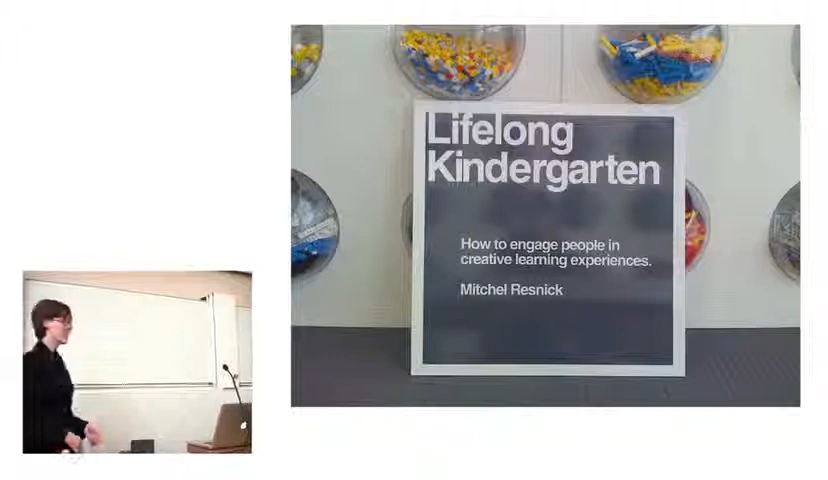 Lifelong
Kindergarten
How to engage people in
creative learning experiences.
Mitchel Resnick